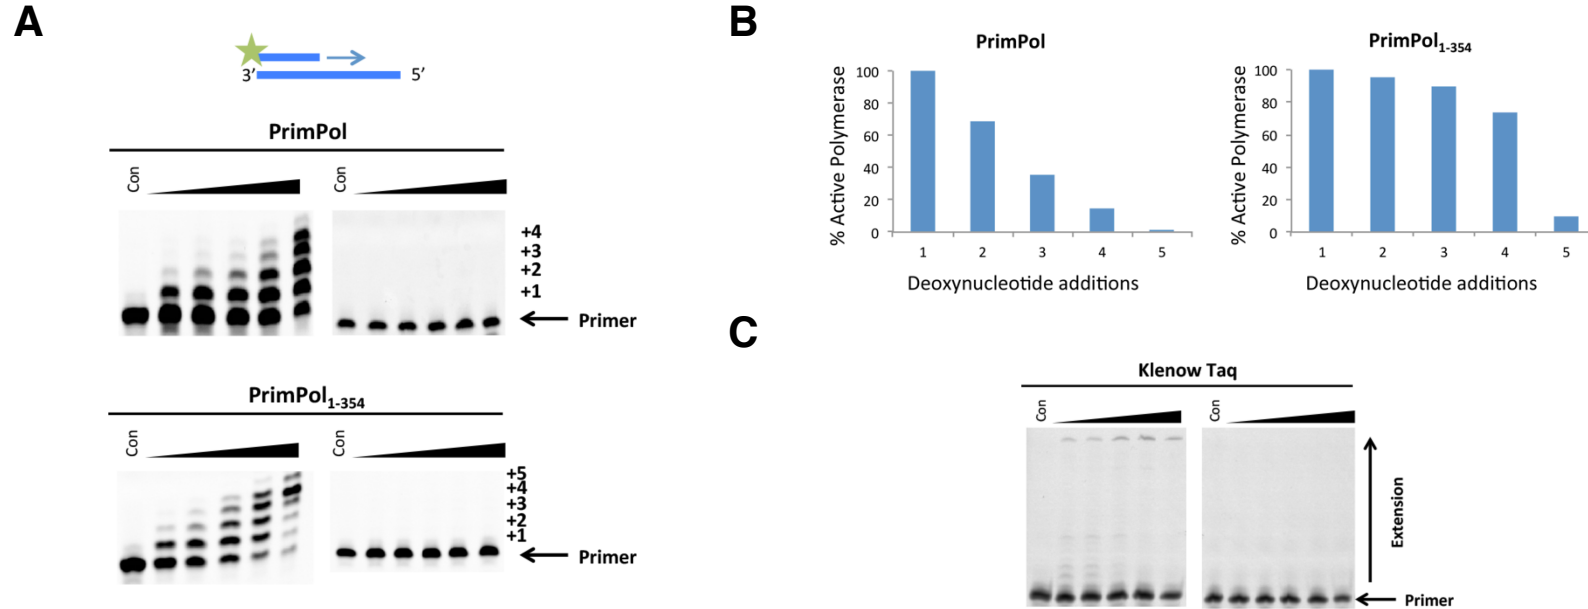 A
3’ 5’
PrimPol
Con Con
+4
+3
+2
+1
Primer
PrimPol1-354
Con Con
+5
+4
+3
+2
+1
Primer
B
PrimPol
% Active Polymerase
100
80
60
40
20
0
1 2 3 4 5
Deoxynucleotide additions
PrimPol1-354
% Active Polymerase
100
80
60
40
20
0
1 2 3 4 5
Deoxynucleotide additions
C
Klenow Taq
Con Con
Extension
Primer